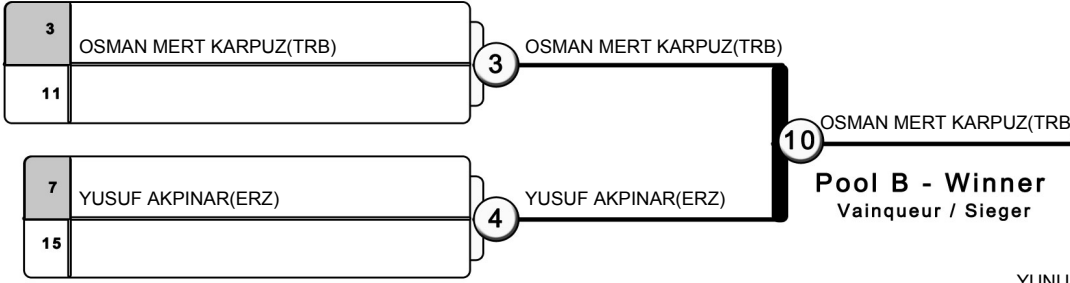 3
OSMAN MERT KARPUZ(TRB)
3
OSMAN MERT KARPUZ(TRB)
11
10
OSMAN MERT KARPUZ(TRB
7
YUSUF AKPINAR(ERZ)
4
YUSUF AKPINAR(ERZ)
15
Pool B - Winner
Vainqueur / Sieger